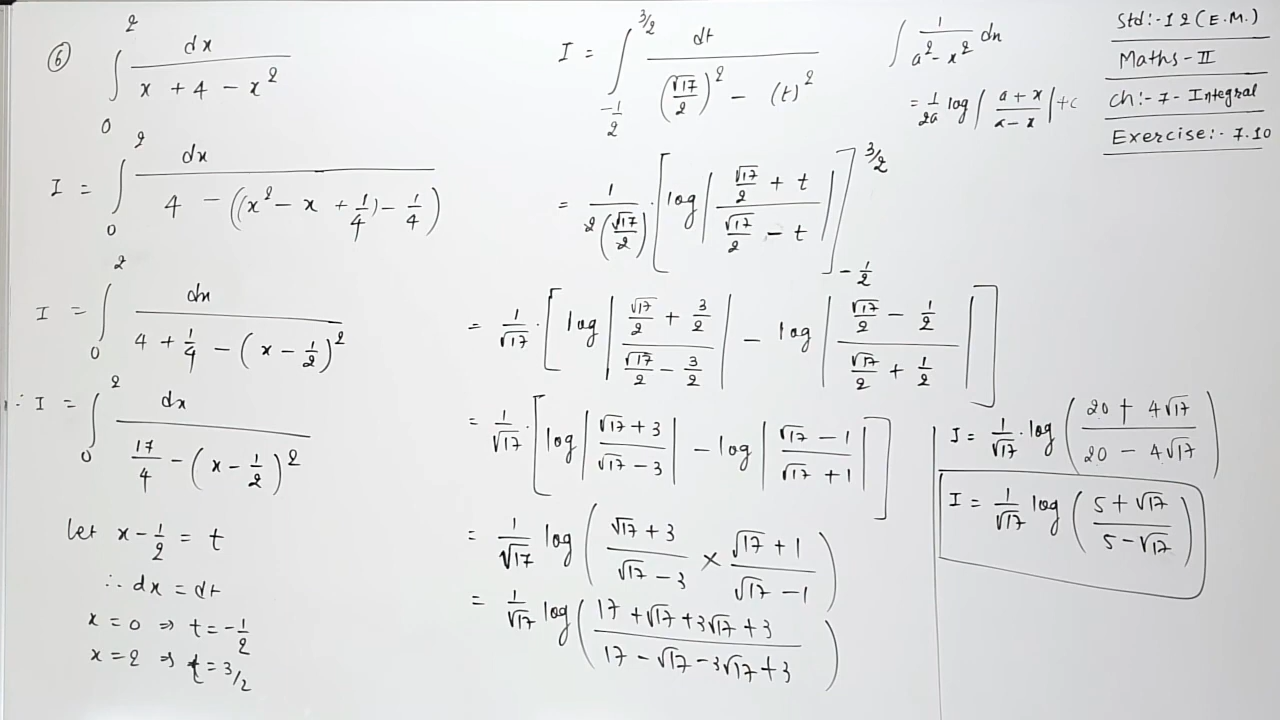 ⑥ ∫₀² dx / (x + 4 - x²)
I = ∫₀² dx / (4 - ((x² - x + 1/4) - 1/4))
I = ∫₀² dx / (4 + 1/4 - (x - 1/2)²)
∴ I = ∫₀² dx / (17/4 - (x - 1/2)²)
let x - 1/2 = t
∴ dx = dt
x = 0 ⇒ t = -1/2
x = 2 ⇒ t = 3/2
I = ∫_{-1/2}^{3/2} dt / ((√17/2)² - (t)²)
= 1/(2(√17/2)) · [log |(√17/2 + t)/(√17/2 - t)|]_{-1/2}^{3/2}
= 1/√17 · [log |(√17/2 + 3/2)/(√17/2 - 3/2)| - log |(√17/2 - 1/2)/(√17/2 + 1/2)|]
= 1/√17 · [log |(√17 + 3)/(√17 - 3)| - log |(√17 - 1)/(√17 + 1)|]
= 1/√17 log ((√17 + 3)/(√17 - 3) × (√17 + 1)/(√17 - 1))
= 1/√17 log ((17 + √17 + 3√17 + 3)/(17 - √17 - 3√17 + 3))
∫ 1/(a² - x²) dx
= 1/2a log |(a + x)/(a - x)| + c
Std:- 12 (E.M.)
Maths - II
Ch:- 7 - Integral
Exercise:- 7.10
I = 1/√17 · log ((20 + 4√17)/(20 - 4√17))
I = 1/√17 log ((5 + √17)/(5 - √17))